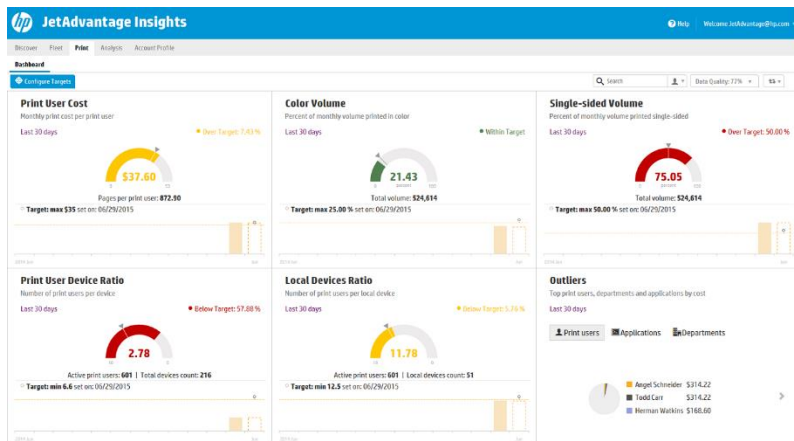 hp JetAdvantage Insights
Help Welcome JetAdvantage@hp.com
Discover Fleet Print Analysis Account Profile
Dashboard
Configure Targets
Search
Data Quality: 77%
Print User Cost
Monthly print cost per print user
Last 30 days
Over Target: 7.43 %
$37.60
0
Pages per print user: 872.90
Target: max $35 set on: 06/29/2015
Color Volume
Percent of monthly volume printed in color
Last 30 days
Within Target
21.43
percent
0 100
Total volume: 524,614
Target: max 25.00 % set on: 06/29/2015
Single-sided Volume
Percent of monthly volume printed single-sided
Last 30 days
Over Target: 50.00 %
75.05
percent
0 100
Total volume: 524,614
Target: max 50.00 % set on: 06/29/2015
Print User Device Ratio
Number of print users per device
Last 30 days
Below Target: 57.88 %
2.78
Active print users: 601 | Total devices count: 216
Target: min 6.6 set on: 06/29/2015
Local Devices Ratio
Number of print users per local device
Last 30 days
Below Target: 5.76 %
11.78
Active print users: 601 | Local devices count: 51
Target: min 12.5 set on: 06/29/2015
Outliers
Top print users, departments and applications by cost
Last 30 days
Print users Applications Departments
Angel Schneider $314.22
Todd Carr $314.22
Herman Watkins $168.60